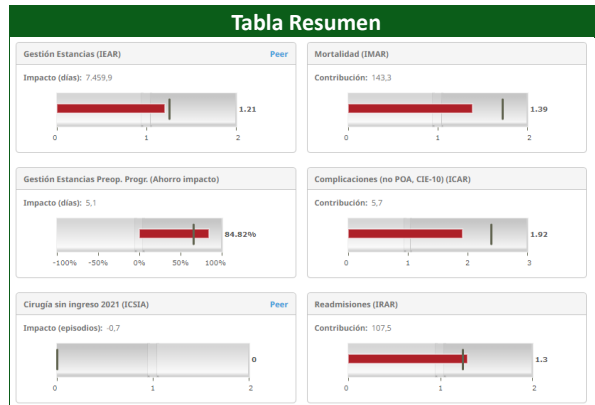 Tabla Resumen
Gestión Estancias (IEAR) Peer
Impacto (días): 7.459,9
1.21
0 1 2
Mortalidad (IMAR)
Contribución: 143,3
1.39
0 1 2
Gestión Estancias Preop. Progr. (Ahorro impacto)
Impacto (días): 5,1
84.82%
-100% -50% 0% 50% 100%
Complicaciones (no POA, CIE-10) (ICAR)
Contribución: 5,7
1.92
0 1 2 3
Cirugía sin ingreso 2021 (ICSIA) Peer
Impacto (episodios): -0,7
0
0 1 2
Readmisiones (IRAR)
Contribución: 107,5
1.3
0 1 2